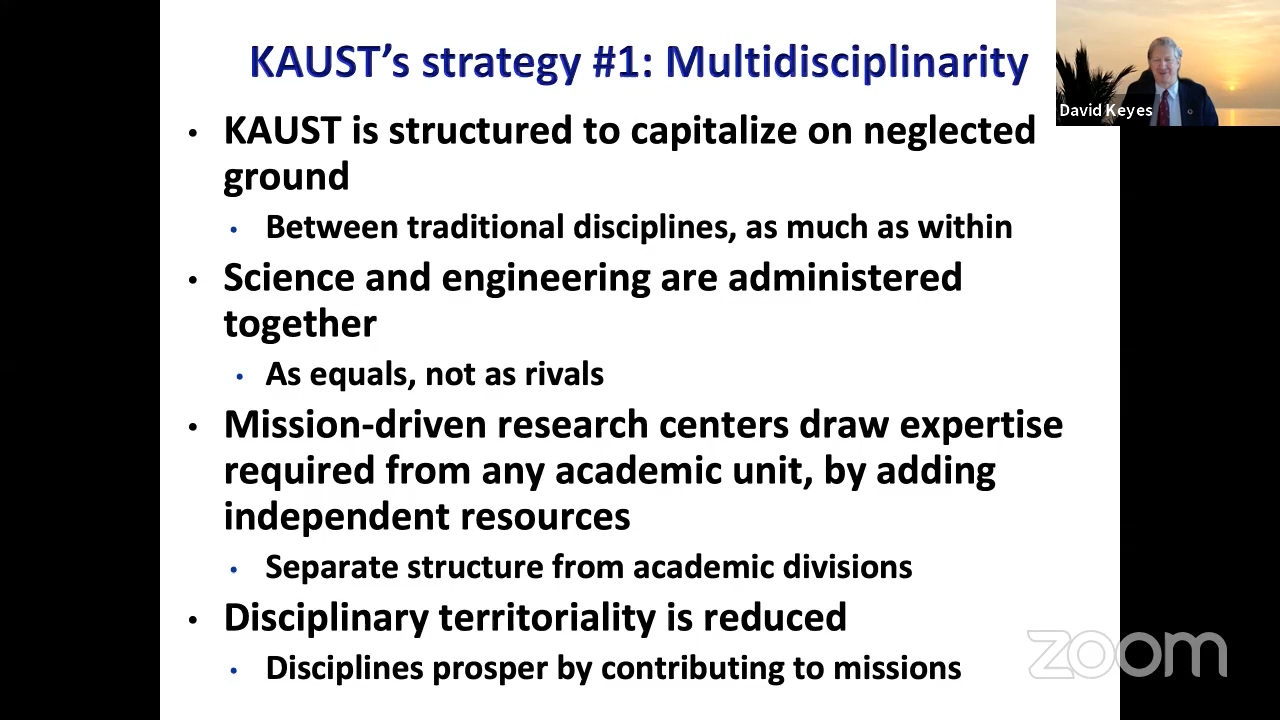 KAUST's strategy #1: Multidisciplinarity
David Keyes
• KAUST is structured to capitalize on neglected
ground
• Between traditional disciplines, as much as within
• Science and engineering are administered
together
• As equals, not as rivals
• Mission-driven research centers draw expertise
required from any academic unit, by adding
independent resources
• Separate structure from academic divisions
• Disciplinary territoriality is reduced
• Disciplines prosper by contributing to missions
zoom